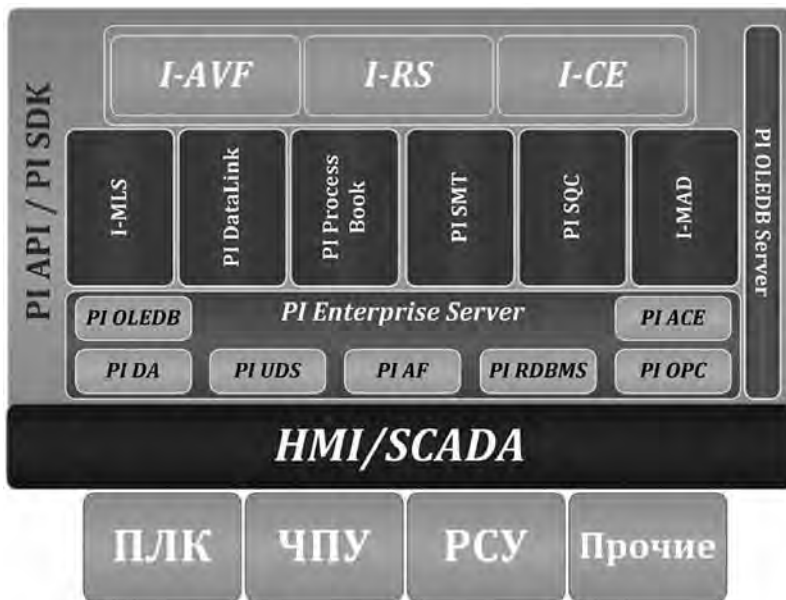 I-AVF
I-RS
I-CE
PI API / PI SDK
I-MLS
PI DataLink
PI Process
Book
PI SMT
PI SQC
I-MAD
PI OLEDB Server
PI OLEDB
PI Enterprise Server
PI ACE
PI DA
PI UDS
PI AF
PI RDBMS
PI OPC
HMI/SCADA
ПЛК
ЧПУ
РСУ
Прочие